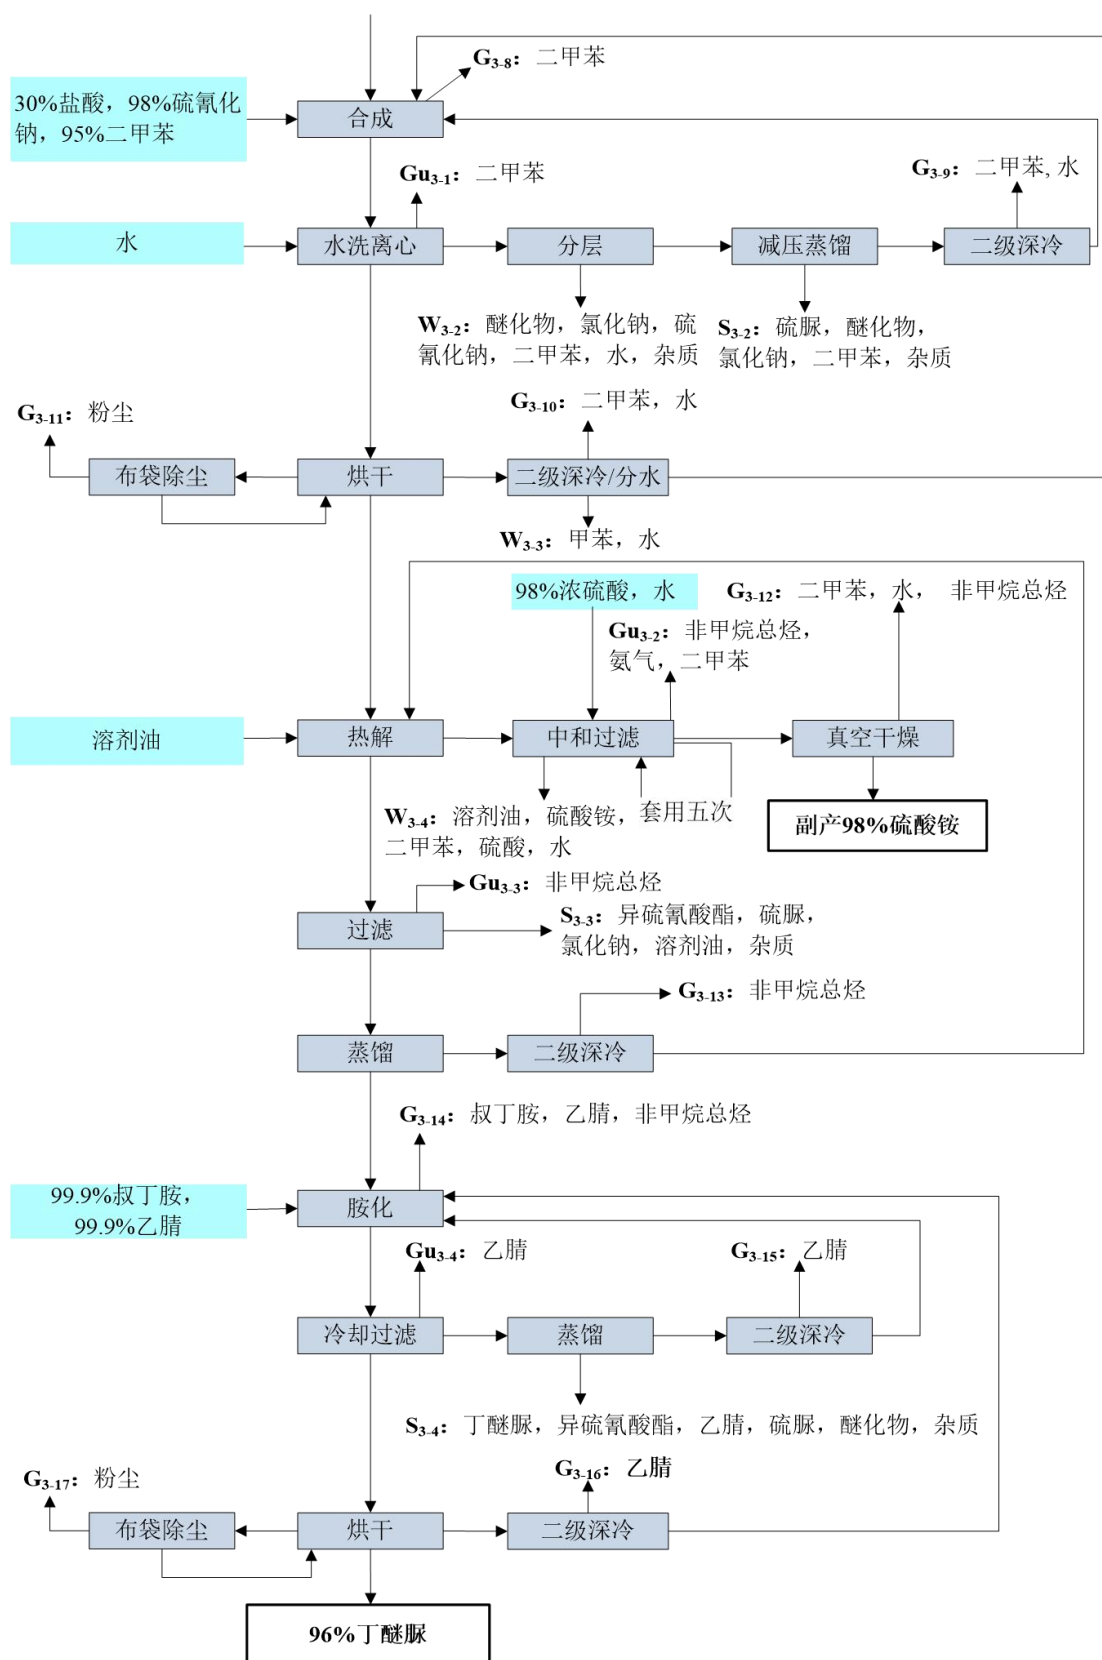 G3-8：二甲苯
30%盐酸，98%硫氰化
钠，95%二甲苯
合成
Gu3-1：二甲苯
G3-9：二甲苯, 水
水
水洗离心
分层
减压蒸馏
二级深冷
W3-2：醚化物，氯化钠，硫
氰化钠，二甲苯，水，杂质
S3-2：硫脲，醚化物，
氯化钠，二甲苯，杂质
G3-10：二甲苯，水
G3-11：粉尘
布袋除尘
烘干
二级深冷/分水
W3-3：甲苯，水
98%浓硫酸，水
G3-12：二甲苯，水， 非甲烷总烃
Gu3-2：非甲烷总烃，
氨气，二甲苯
溶剂油
热解
中和过滤
真空干燥
W3-4：溶剂油，硫酸铵，
二甲苯，硫酸，水
套用五次
副产98%硫酸铵
Gu3-3：非甲烷总烃
过滤
S3-3：异硫氰酸酯，硫脲，
氯化钠，溶剂油，杂质
G3-13：非甲烷总烃
蒸馏
二级深冷
G3-14：叔丁胺，乙腈，非甲烷总烃
99.9%叔丁胺，
99.9%乙腈
胺化
Gu3-4：乙腈
G3-15：乙腈
冷却过滤
蒸馏
二级深冷
S3-4：丁醚脲，异硫氰酸酯，乙腈，硫脲，醚化物，杂质
G3-16：乙腈
G3-17：粉尘
布袋除尘
烘干
二级深冷
96%丁醚脲